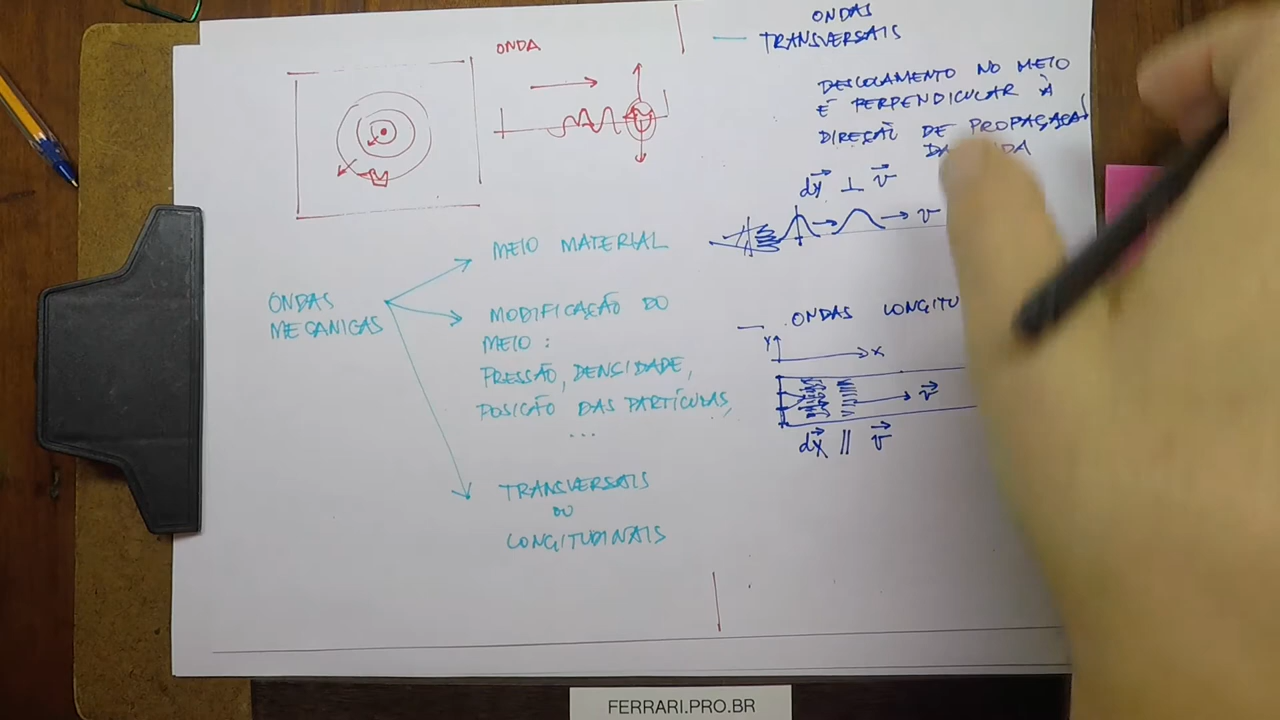 ONDA
ONDAS
MECANICAS
MEIO MATERIAL
MODIFICAÇÃO DO
MEIO :
PRESSÃO, DENSIDADE,
POSIÇÃO DAS PARTÍCULAS,
...
TRANSVERSAIS
OU
LONGITUDINAIS
ONDAS
TRANSVERSAIS
DESLOCAMENTO NO MEIO
É PERPENDICULAR À
DIREÇÃO DE PROPAGAÇÃO
dy ⊥ v
v
ONDAS
Y
X
v
dx // v
FERRARI.PRO.BR